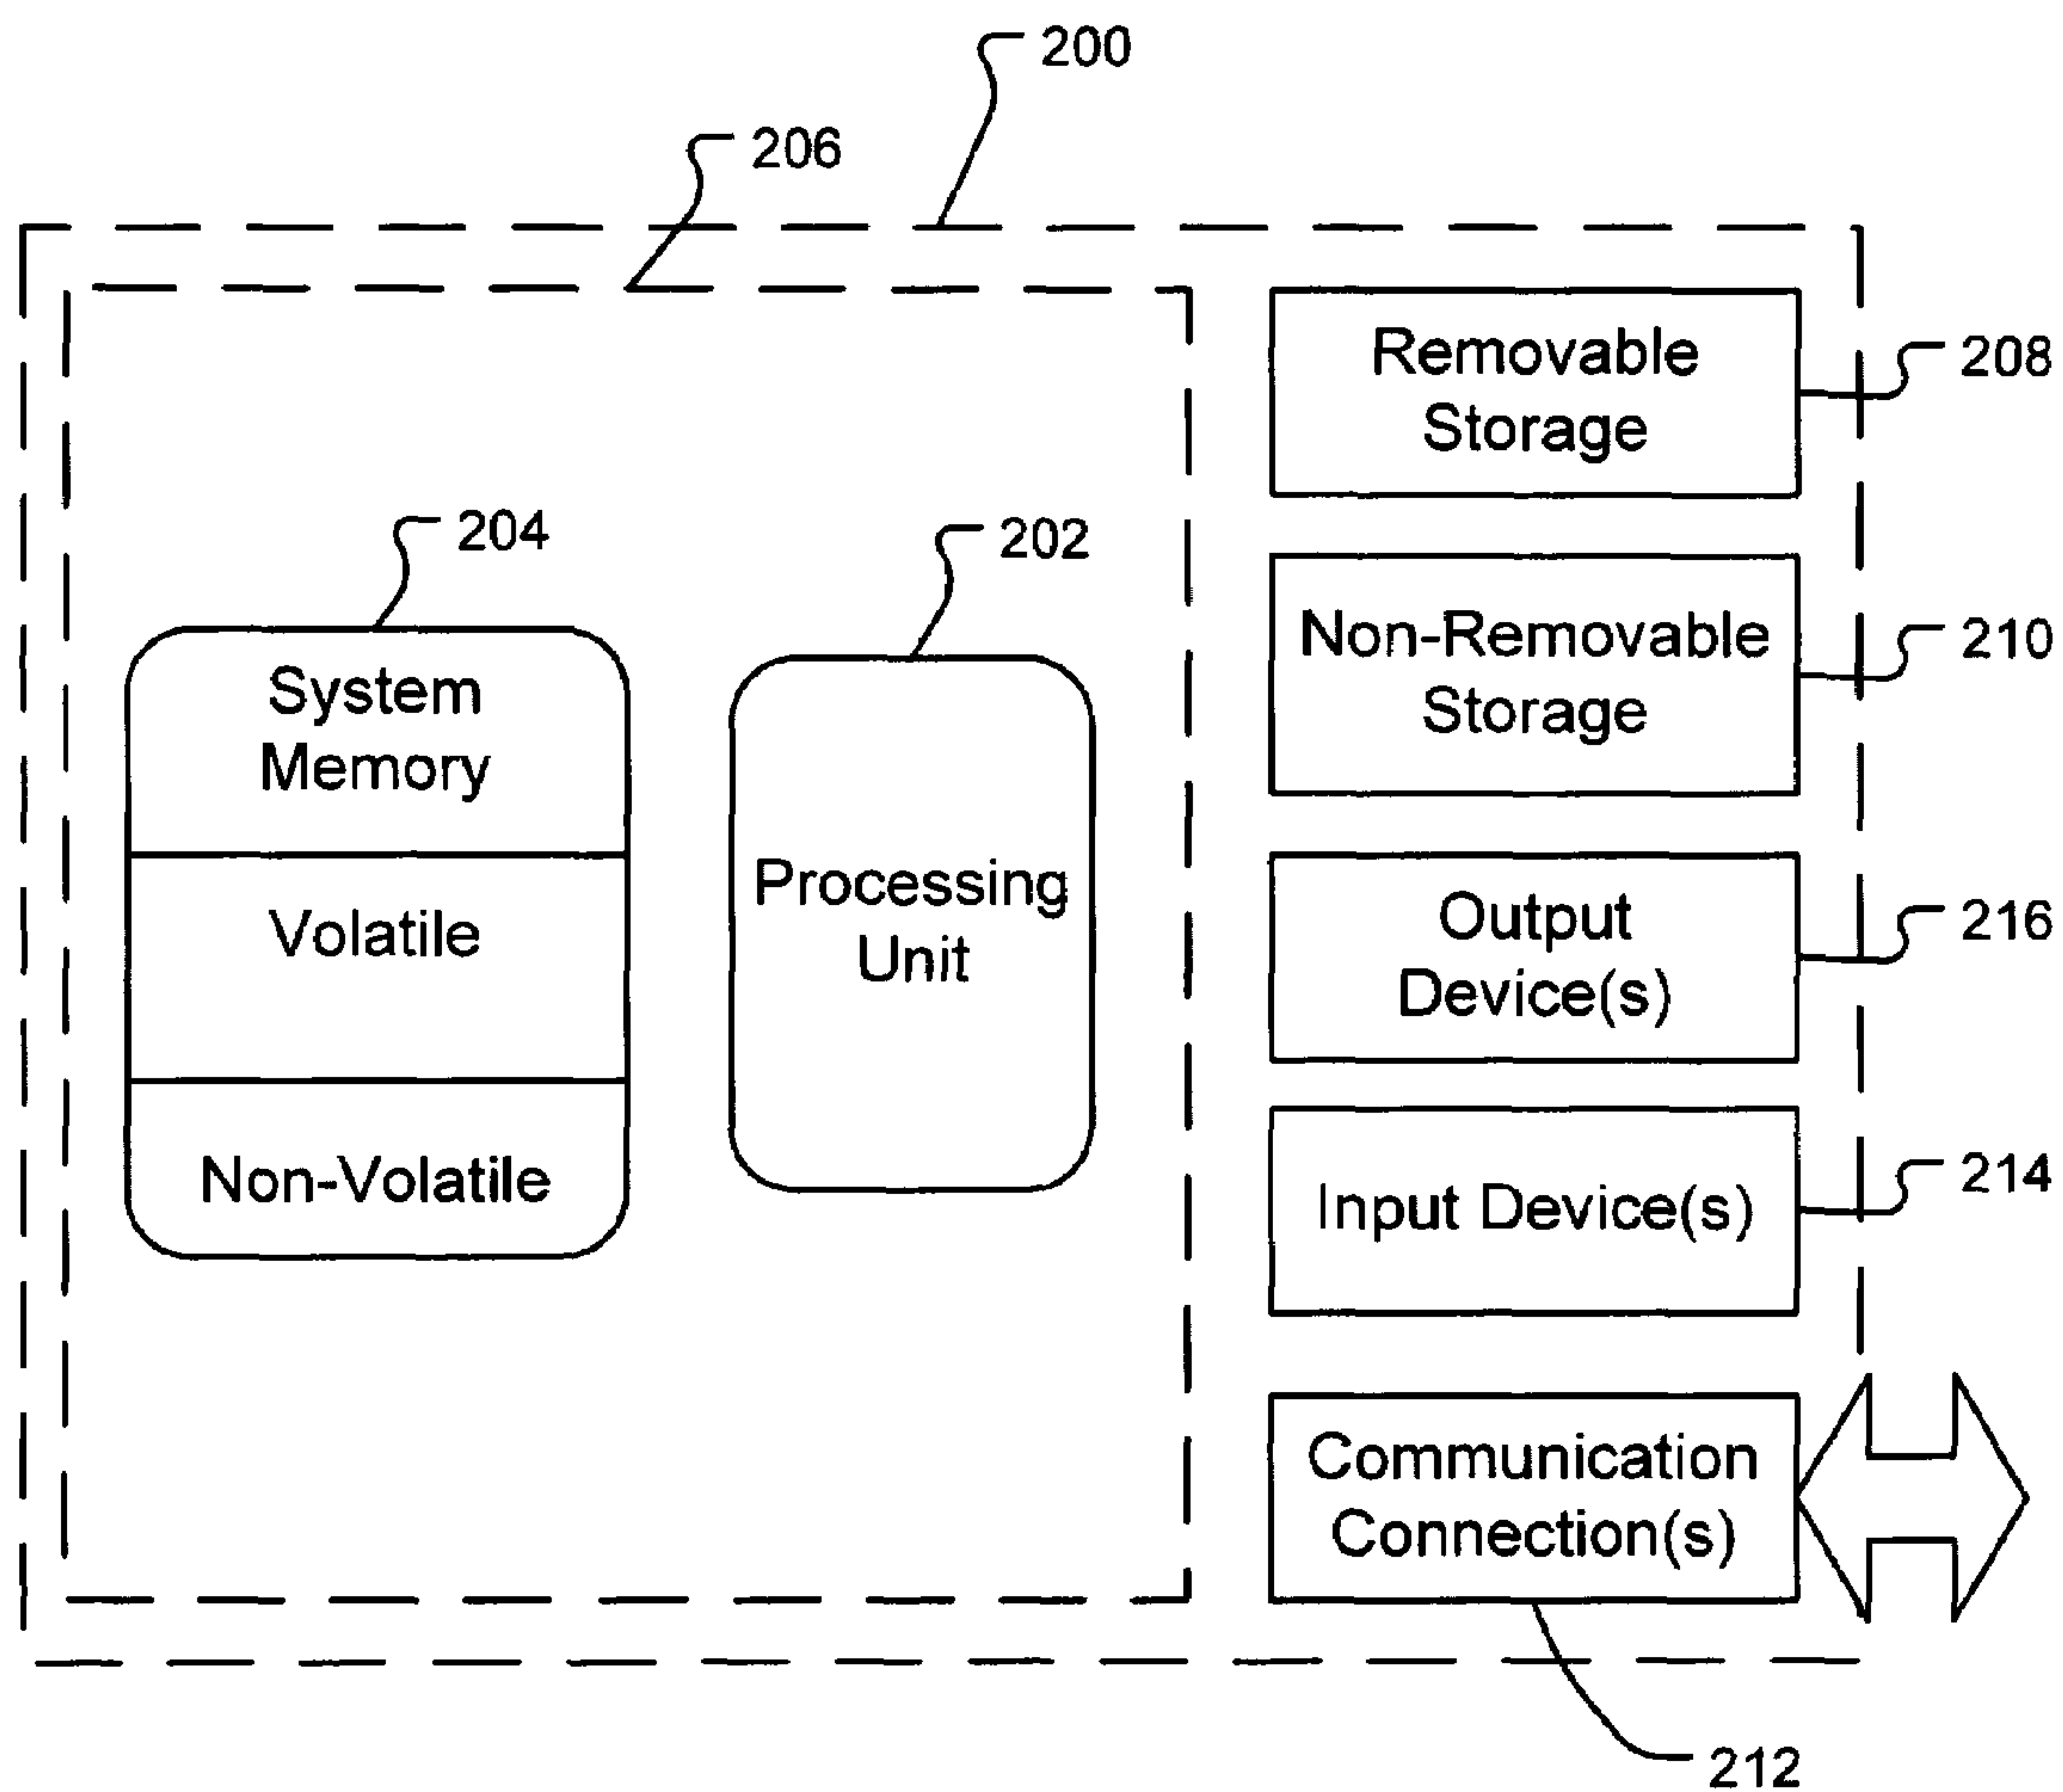 200
206
Removable
Storage
208
204
202
Non-Removable
Storage
210
System
Memory
Volatile
Non-Volatile
Processing
Unit
Output
Device(s)
216
Input Device(s)
214
Communication
Connection(s)
212